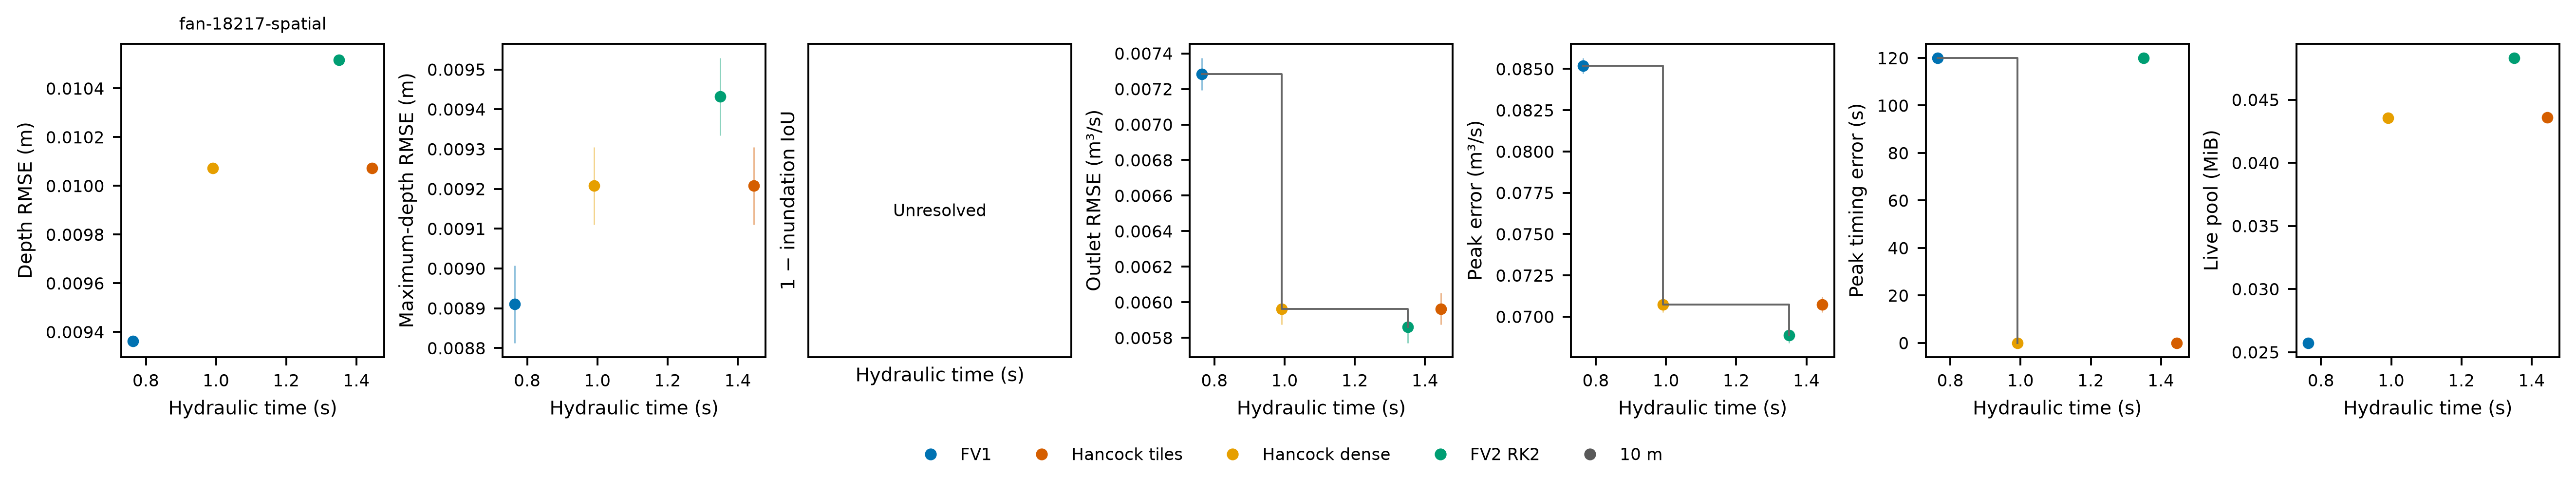 fan-18217-spatial
Depth RMSE (m)
0.0104
0.0102
0.0100
0.0098
0.0096
0.0094
0.8 1.0 1.2 1.4
Hydraulic time (s)
Maximum-depth RMSE (m)
0.0095
0.0094
0.0093
0.0092
0.0091
0.0090
0.0089
0.0088
0.8 1.0 1.2 1.4
Hydraulic time (s)
1 − inundation IoU
Unresolved
Hydraulic time (s)
Outlet RMSE (m³/s)
0.0074
0.0072
0.0070
0.0068
0.0066
0.0064
0.0062
0.0060
0.0058
0.8 1.0 1.2 1.4
Hydraulic time (s)
Peak error (m³/s)
0.0850
0.0825
0.0800
0.0775
0.0750
0.0725
0.0700
0.8 1.0 1.2 1.4
Hydraulic time (s)
Peak timing error (s)
120
100
80
60
40
20
0
0.8 1.0 1.2 1.4
Hydraulic time (s)
Live pool (MiB)
0.045
0.040
0.035
0.030
0.025
0.8 1.0 1.2 1.4
Hydraulic time (s)
FV1 Hancock tiles Hancock dense FV2 RK2 10 m